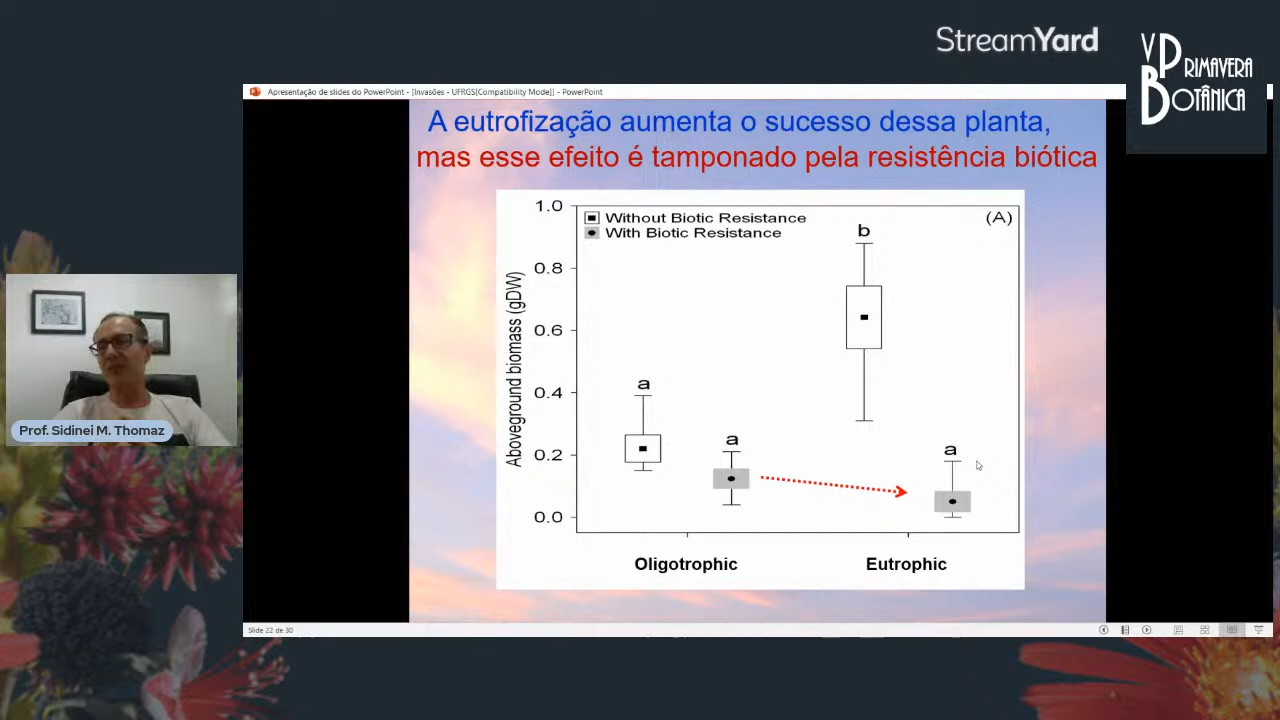 StreamYard
V PRIMAVERA
BOTÂNICA
Apresentação de slides do PowerPoint - [Invasões - UFRGS[Compatibility Mode]] - PowerPoint
A eutrofização aumenta o sucesso dessa planta,
mas esse efeito é tamponado pela resistência biótica
1.0
0.8
0.6
0.4
0.2
0.0
Aboveground biomass (gDW)
Without Biotic Resistance
With Biotic Resistance
(A)
a
a
b
a
Oligotrophic
Eutrophic
Prof. Sidinei M. Thomaz
Slide 22 de 30